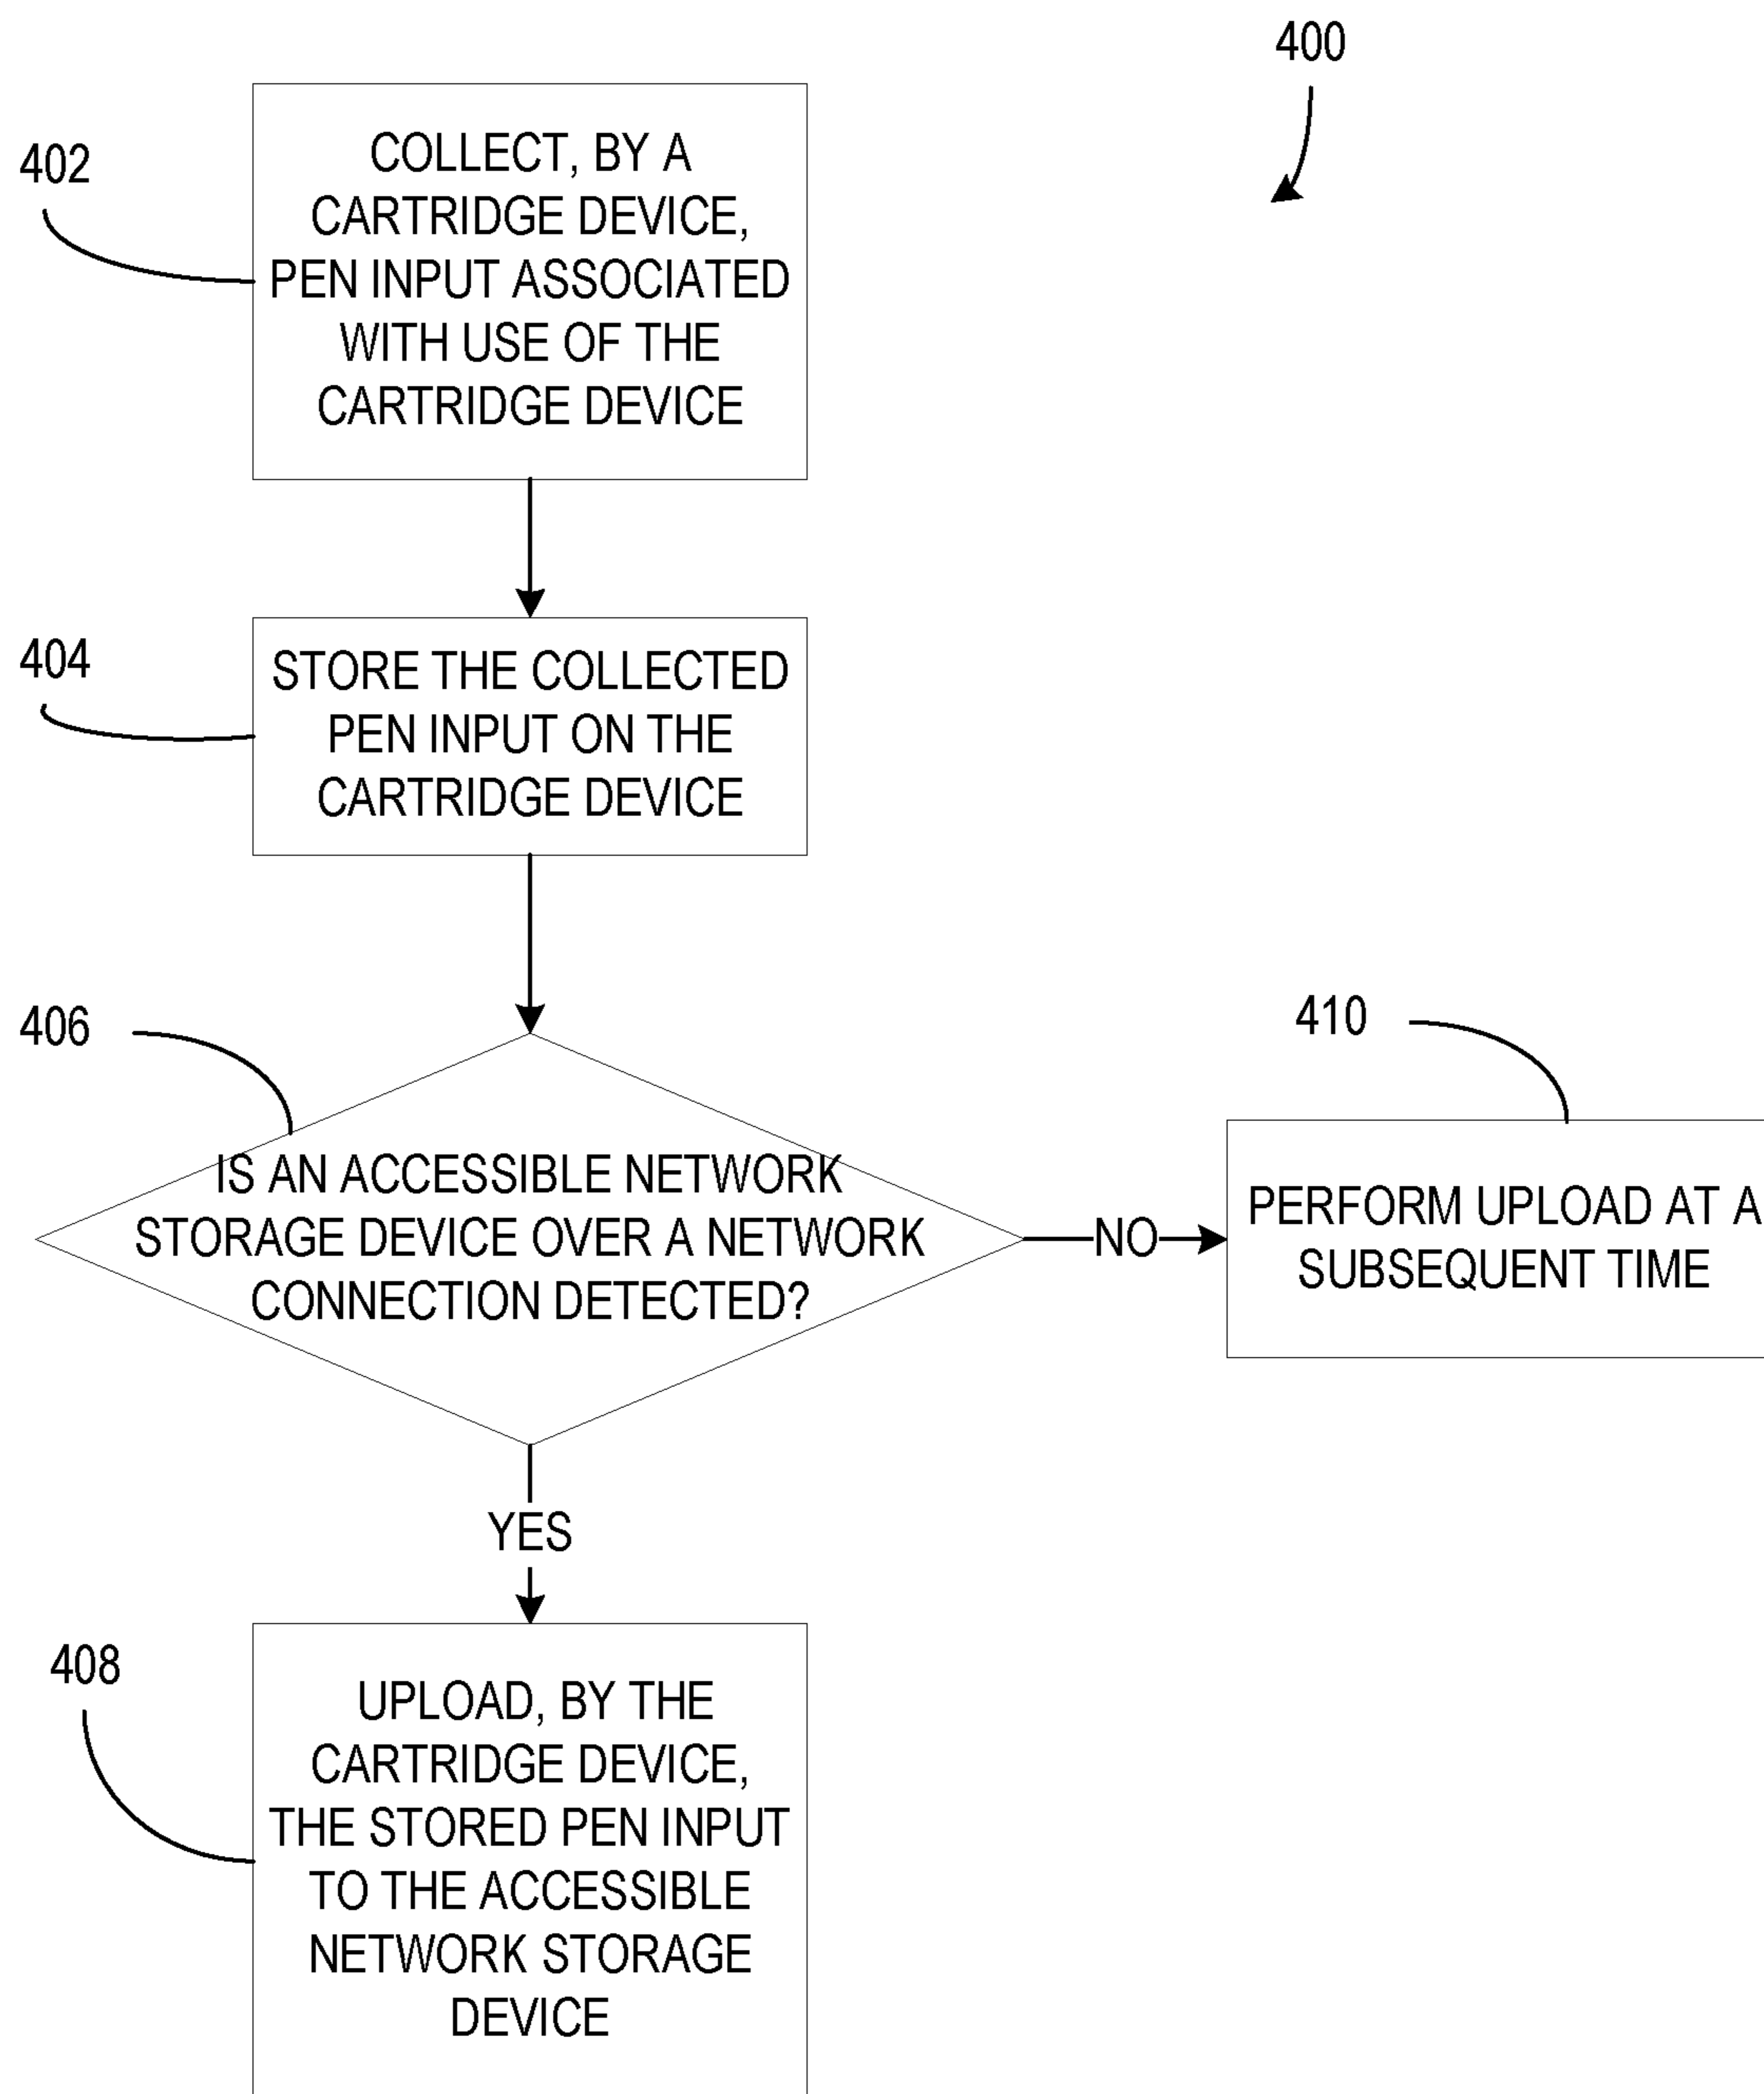 400
402
COLLECT, BY A
CARTRIDGE DEVICE,
PEN INPUT ASSOCIATED
WITH USE OF THE
CARTRIDGE DEVICE
404
STORE THE COLLECTED
PEN INPUT ON THE
CARTRIDGE DEVICE
406
IS AN ACCESSIBLE NETWORK
STORAGE DEVICE OVER A NETWORK
CONNECTION DETECTED?
NO
410
PERFORM UPLOAD AT A
SUBSEQUENT TIME
YES
408
UPLOAD, BY THE
CARTRIDGE DEVICE,
THE STORED PEN INPUT
TO THE ACCESSIBLE
NETWORK STORAGE
DEVICE